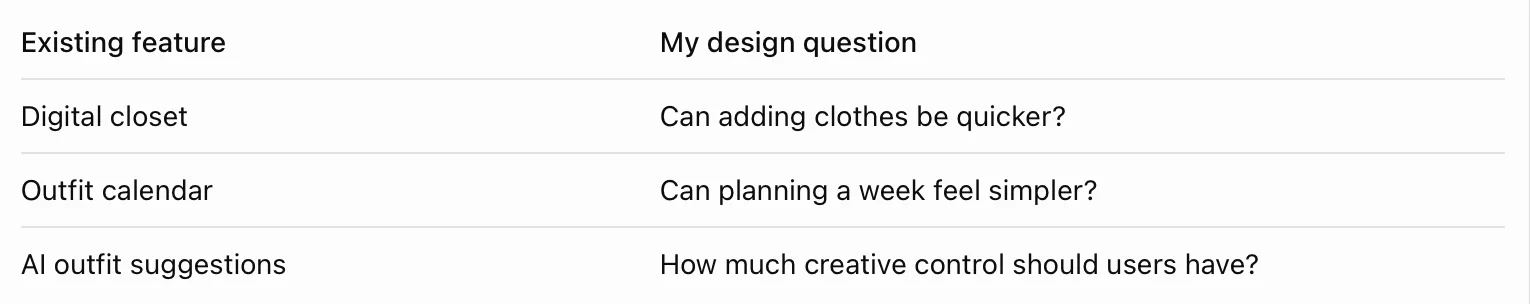 Existing feature
My design question
Digital closet
Can adding clothes be quicker?
Outfit calendar
Can planning a week feel simpler?
AI outfit suggestions
How much creative control should users have?